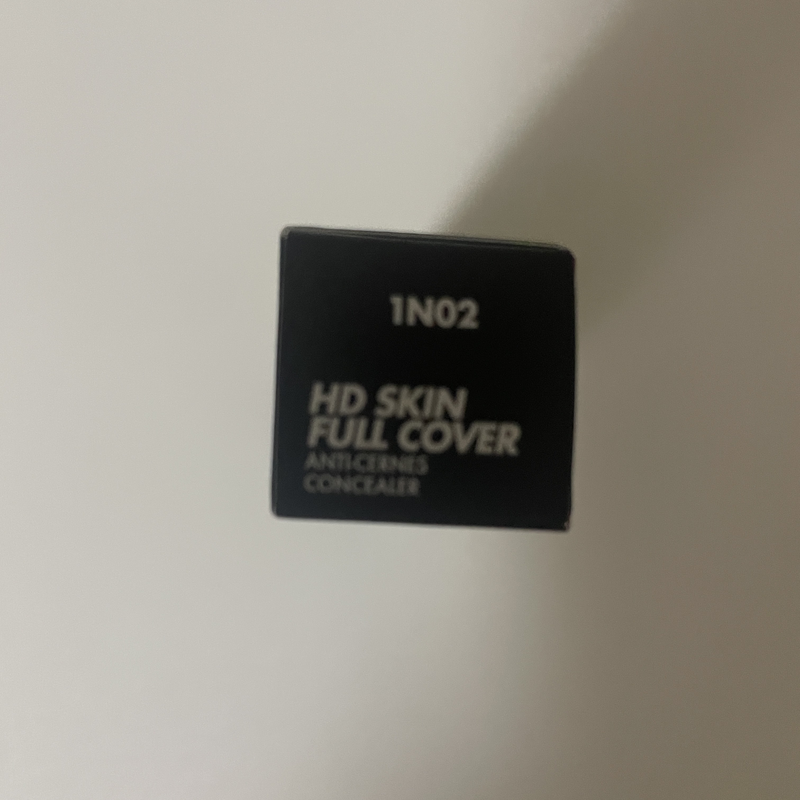 1N02
HD SKIN
FULL COVER
ANTI-CERNES
CONCEALER